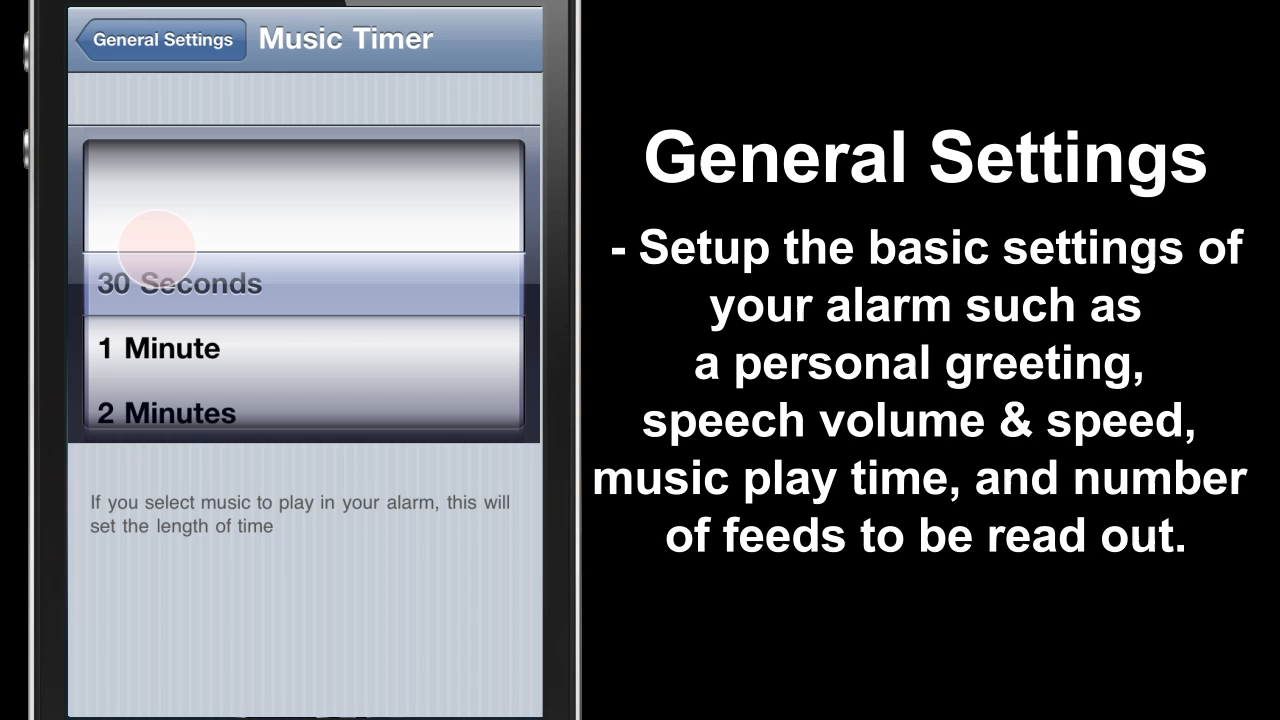 General Settings
Music Timer
30 Seconds
1 Minute
2 Minutes
If you select music to play in your alarm, this will
set the length of time
General Settings
- Setup the basic settings of
your alarm such as
a personal greeting,
speech volume & speed,
music play time, and number
of feeds to be read out.